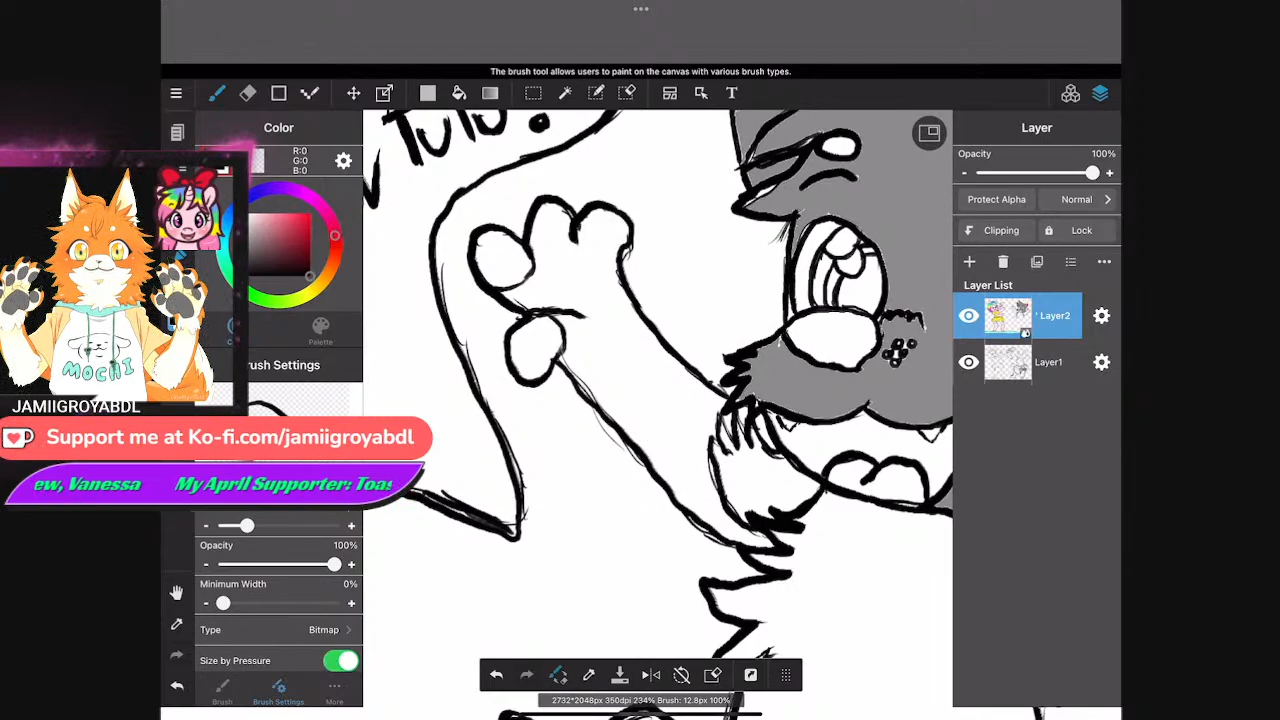 The brush tool allows users to paint on the canvas with various brush types.
T
TuTu?
Color
R:0
G:0
B:0
Palette
Brush Settings
Opacity 100%
Minimum Width 0%
Type Bitmap
Size by Pressure
Brush
Brush Settings
More
2732*2048px 350dpi 234% Brush: 12.8px 100%
Layer
Opacity 100%
Protect Alpha
Normal
Clipping
Lock
Layer List
Layer2
Layer1
MOCHI
JAMIIGROYABDL
Support me at Ko-fi.com/jamiigroyabdl
ew, Vanessa My April Supporter: Toas